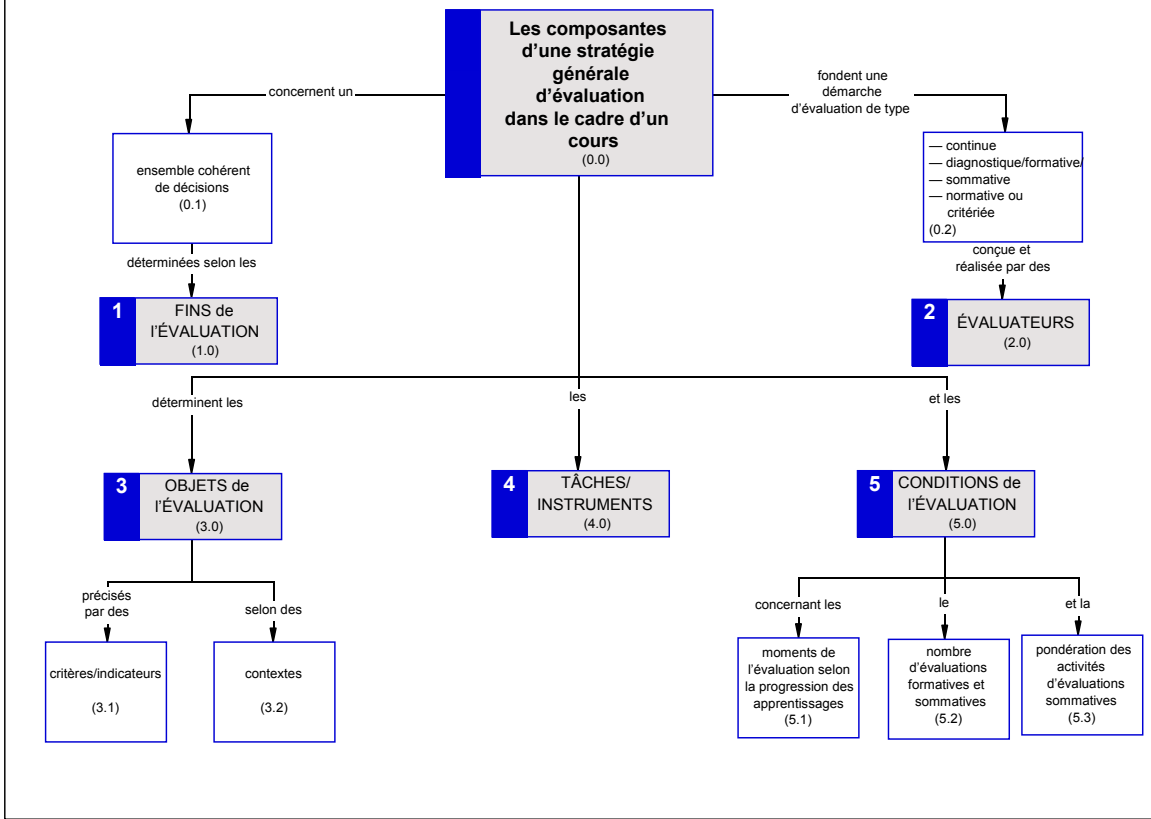 Les composantes
d'une stratégie
générale
d'évaluation
dans le cadre d'un
cours
(0.0)
concernent un
fondent une
démarche
d'évaluation de type
ensemble cohérent
de décisions
(0.1)
— continue
— diagnostique/formative/
— sommative
— normative ou
critériée
(0.2)
déterminées selon les
conçue et
réalisée par des
1
FINS de
l'ÉVALUATION
(1.0)
2
ÉVALUATEURS
(2.0)
déterminent les
les
et les
3
OBJETS de
l'ÉVALUATION
(3.0)
4
TÂCHES/
INSTRUMENTS
(4.0)
5
CONDITIONS de
l'ÉVALUATION
(5.0)
précisés
par des
selon des
concernant les
le
et la
critères/indicateurs
(3.1)
contextes
(3.2)
moments de
l'évaluation selon
la progression des
apprentissages
(5.1)
nombre
d'évaluations
formatives et
sommatives
(5.2)
pondération des
activités
d'évaluations
sommatives
(5.3)